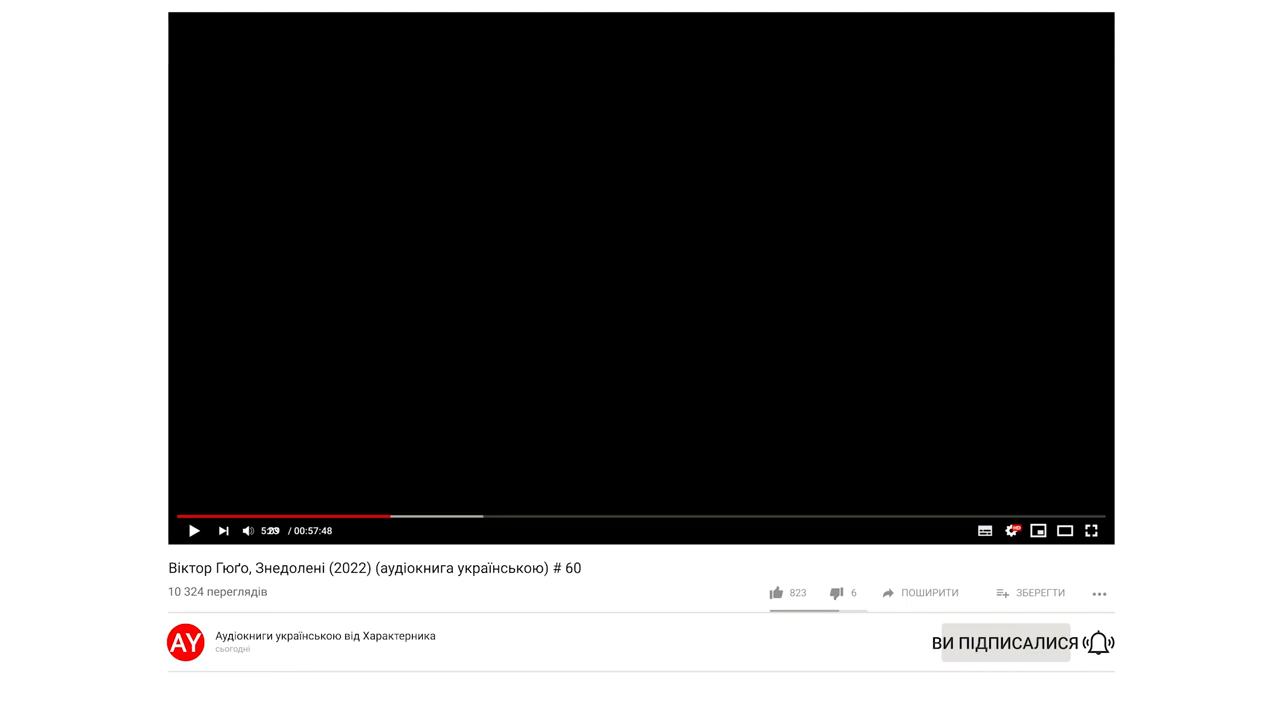 / 00:57:48
HD
Віктор Гюґо, Знедолені (2022) (аудіокнига українською) # 60
10 324 переглядів
823
6
ПОШИРИТИ
ЗБЕРЕГТИ
АУ
Аудіокниги українською від Характерника
сьогодні
ВИ ПІДПИСАЛИСЯ